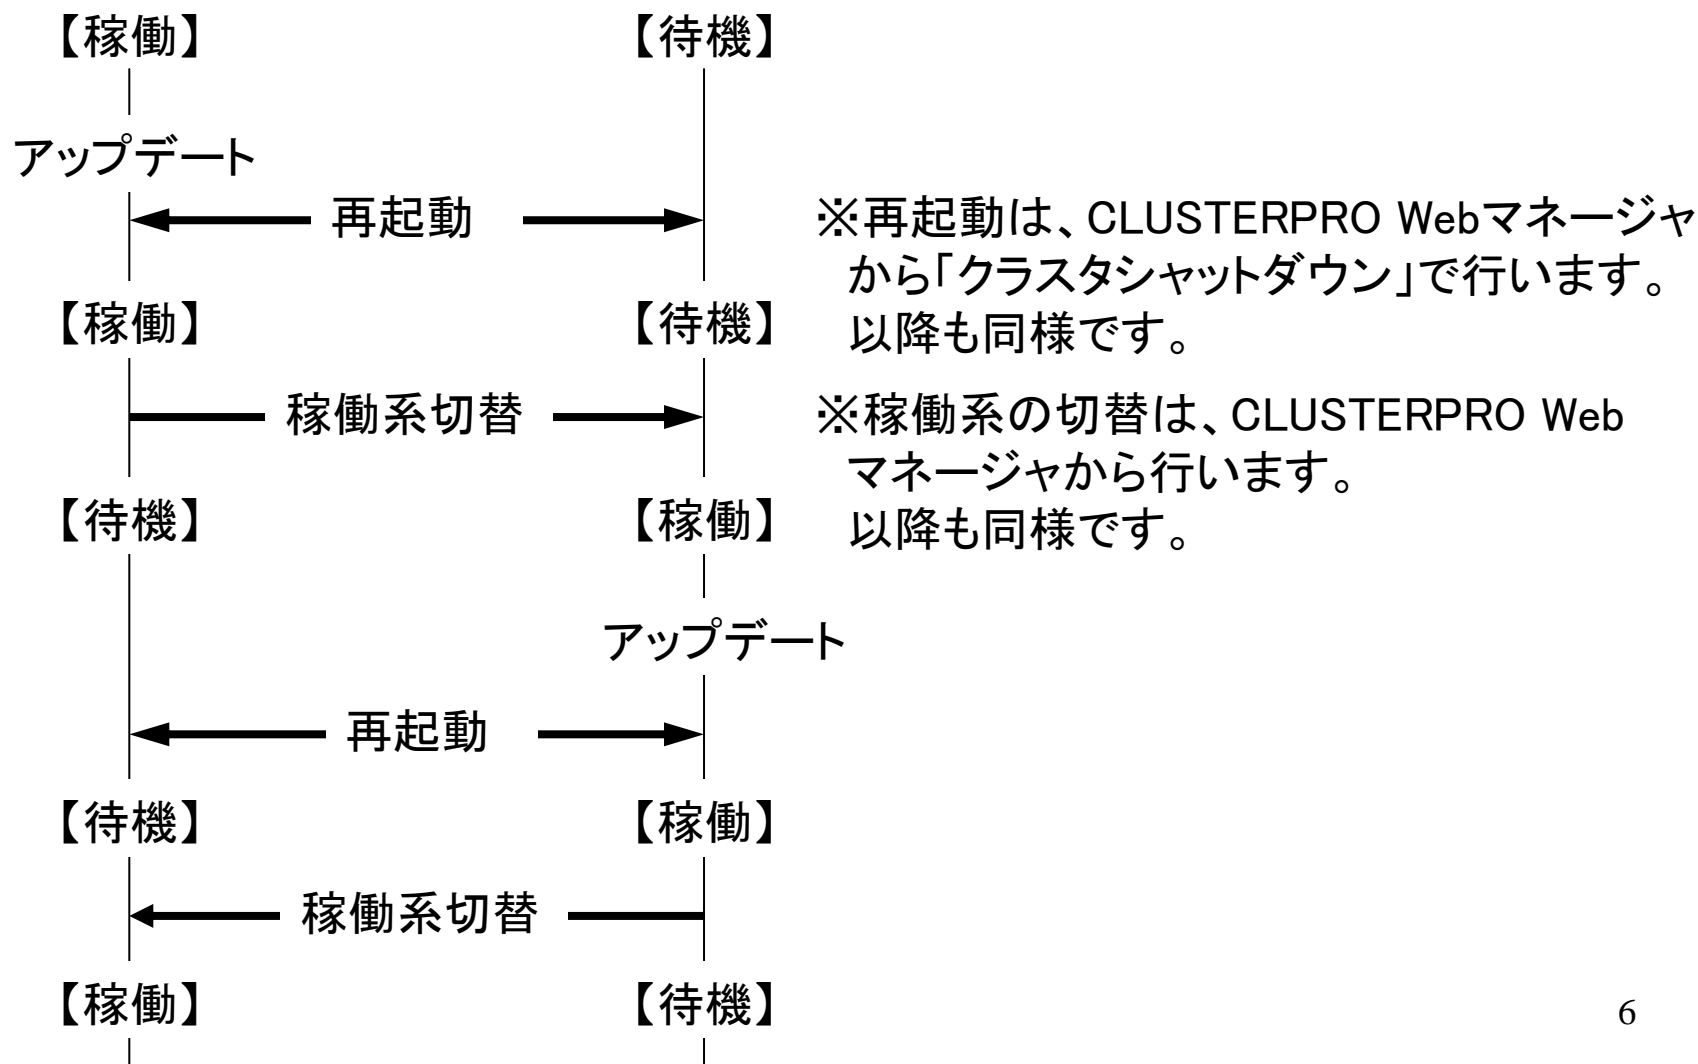 【稼働】
【待機】
アップデート
再起動
※再起動は、CLUSTERPRO Webマネージャ
から「クラスタシャットダウン」で行います。
以降も同様です。
【稼働】
【待機】
稼働系切替
※稼働系の切替は、CLUSTERPRO Web
マネージャから行います。
以降も同様です。
【待機】
【稼働】
アップデート
再起動
【待機】
【稼働】
稼働系切替
【稼働】
【待機】
6